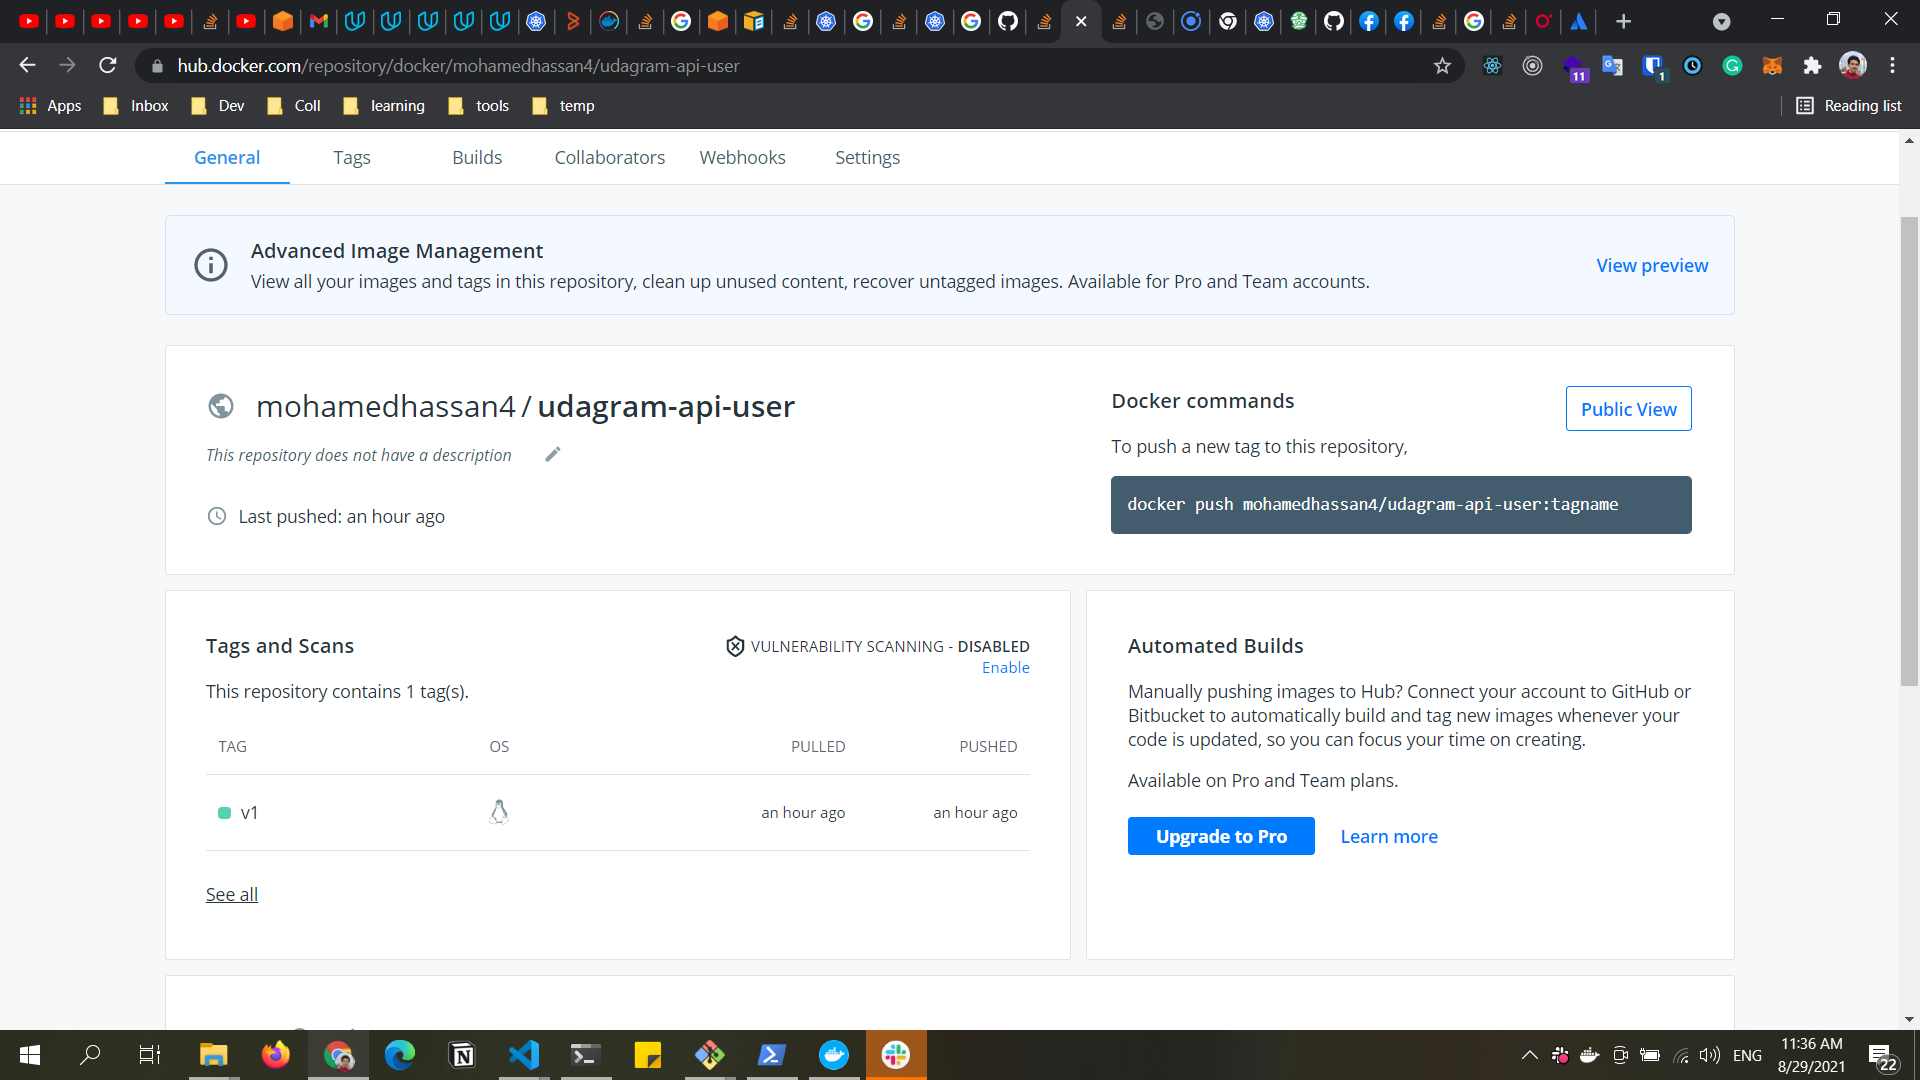 hub.docker.com/repository/docker/mohamedhassan4/udagram-api-user
11
1
Apps Inbox Dev Coll learning tools temp Reading list
General Tags Builds Collaborators Webhooks Settings
Advanced Image Management
View all your images and tags in this repository, clean up unused content, recover untagged images. Available for Pro and Team accounts.
View preview
mohamedhassan4 / udagram-api-user
This repository does not have a description
Last pushed: an hour ago
Docker commands
Public View
To push a new tag to this repository,
docker push mohamedhassan4/udagram-api-user:tagname
Tags and Scans
VULNERABILITY SCANNING - DISABLED
Enable
This repository contains 1 tag(s).
TAG OS PULLED PUSHED
v1 an hour ago an hour ago
See all
Automated Builds
Manually pushing images to Hub? Connect your account to GitHub or
Bitbucket to automatically build and tag new images whenever your
code is updated, so you can focus your time on creating.
Available on Pro and Team plans.
Upgrade to Pro Learn more
ENG
11:36 AM
8/29/2021
22